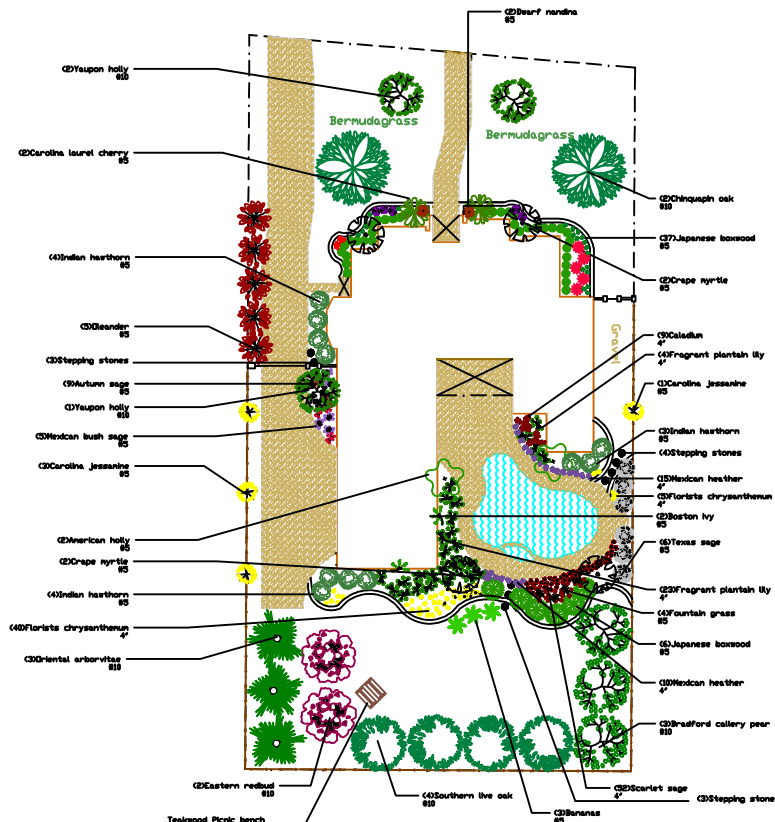 (2)Dwarf nandina
#5
(2)Yaupon holly
#10
Bermudagrass
Bermudagrass
(2)Carolina laurel cherry
#5
(2)Chinquapin oak
#10
(37)Japanese boxwood
#5
(4)Indian hawthorn
#5
(2)Crape myrtle
#5
(5)Oleander
#5
Gravel
(9)Caladium
4"
(3)Stepping stones
(4)Fragrant plantain lily
4"
(9)Autumn sage
#5
(1)Carolina jessamine
#5
(1)Yaupon holly
#10
(5)Mexican bush sage
#5
(3)Indian hawthorn
#5
(4)Stepping stones
(3)Carolina jessamine
#5
(15)Mexican heather
4"
(5)Florists chrysanthemum
4"
(2)Boston ivy
#5
(2)American holly
#5
(6)Texas sage
#5
(2)Crape myrtle
#5
(23)Fragrant plantain lily
4"
(4)Indian hawthorn
#5
(4)Fountain grass
#5
(40)Florists chrysanthemun
4"
(6)Japanese boxwood
#5
(3)Oriental arborvitae
#10
(10)Mexican heather
4"
(3)Bradford callery pear
#10
(2)Eastern redbud
#10
(4)Southern live oak
#10
(52)Scarlet sage
4"
(3)Stepping stone
(3)Bananas
#5
Teakwood Picnic bench